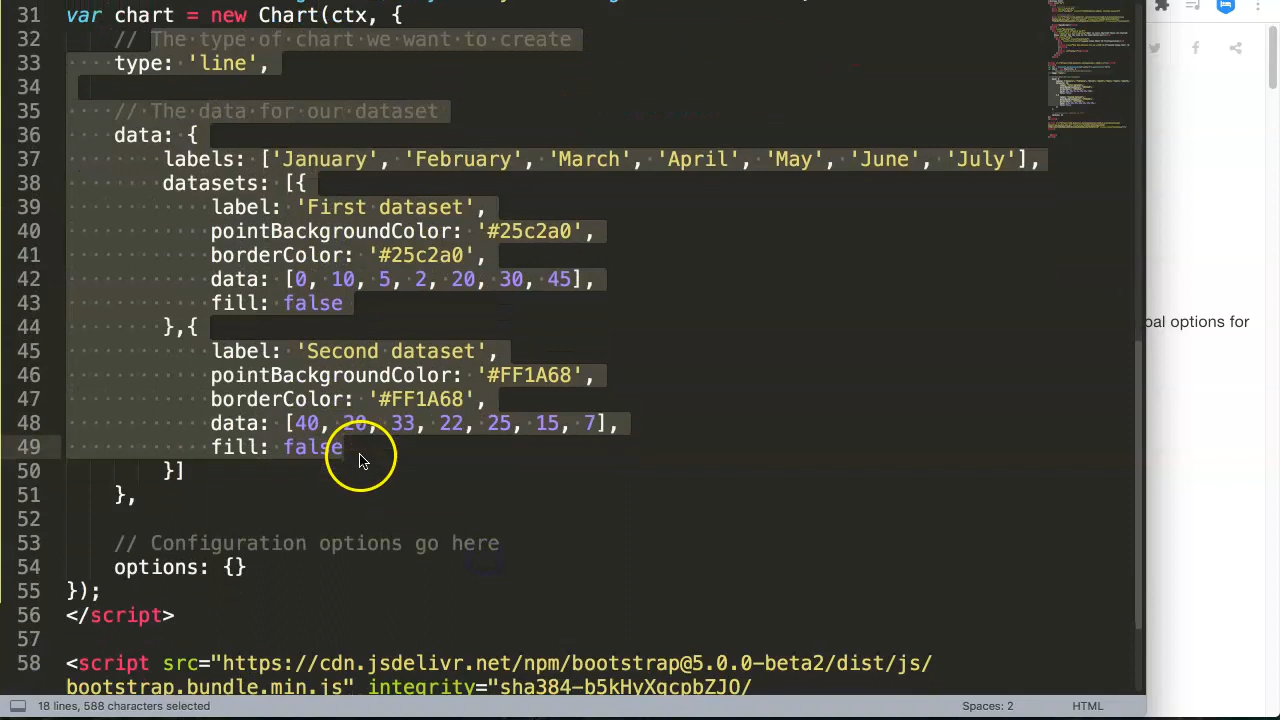 31 var chart = new Chart(ctx, {
32 // The type of chart we want to create
33 type: 'line',
34
35 // The data for our dataset
36 data: {
37 labels: ['January', 'February', 'March', 'April', 'May', 'June', 'July'],
38 datasets: [{
39 label: 'First dataset',
40 pointBackgroundColor: '#25c2a0',
41 borderColor: '#25c2a0',
42 data: [0, 10, 5, 2, 20, 30, 45],
43 fill: false
44 },{
45 label: 'Second dataset',
46 pointBackgroundColor: '#FF1A68',
47 borderColor: '#FF1A68',
48 data: [40, 20, 33, 22, 25, 15, 7],
49 fill: false
50 }]
51 },
52
53 // Configuration options go here
54 options: {}
55 });
56 </script>
57
58 <script src="https://cdn.jsdelivr.net/npm/bootstrap@5.0.0-beta2/dist/js/
bootstrap.bundle.min.js" integrity="sha384-b5kHyXgcpbZJO/
bal options for
18 lines, 588 characters selected
Spaces: 2
HTML